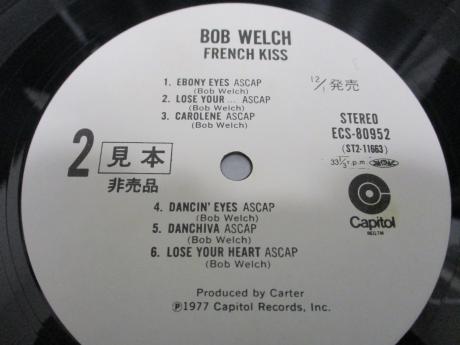 BOB WELCH
FRENCH KISS
1. EBONY EYES ASCAP
(Bob Welch)
2. LOSE YOUR ... ASCAP
(Bob Welch)
3. CAROLENE ASCAP
(Bob Welch)
12/1 発売
STEREO
ECS-80952
(ST2-11663)
33⅓ r.p.m.
2 見本
非売品
Capitol
4. DANCIN' EYES ASCAP
(Bob Welch)
5. DANCHIVA ASCAP
(Bob Welch)
6. LOSE YOUR HEART ASCAP
(Bob Welch)
Produced by Carter
Ⓟ1977 Capitol Records, Inc.